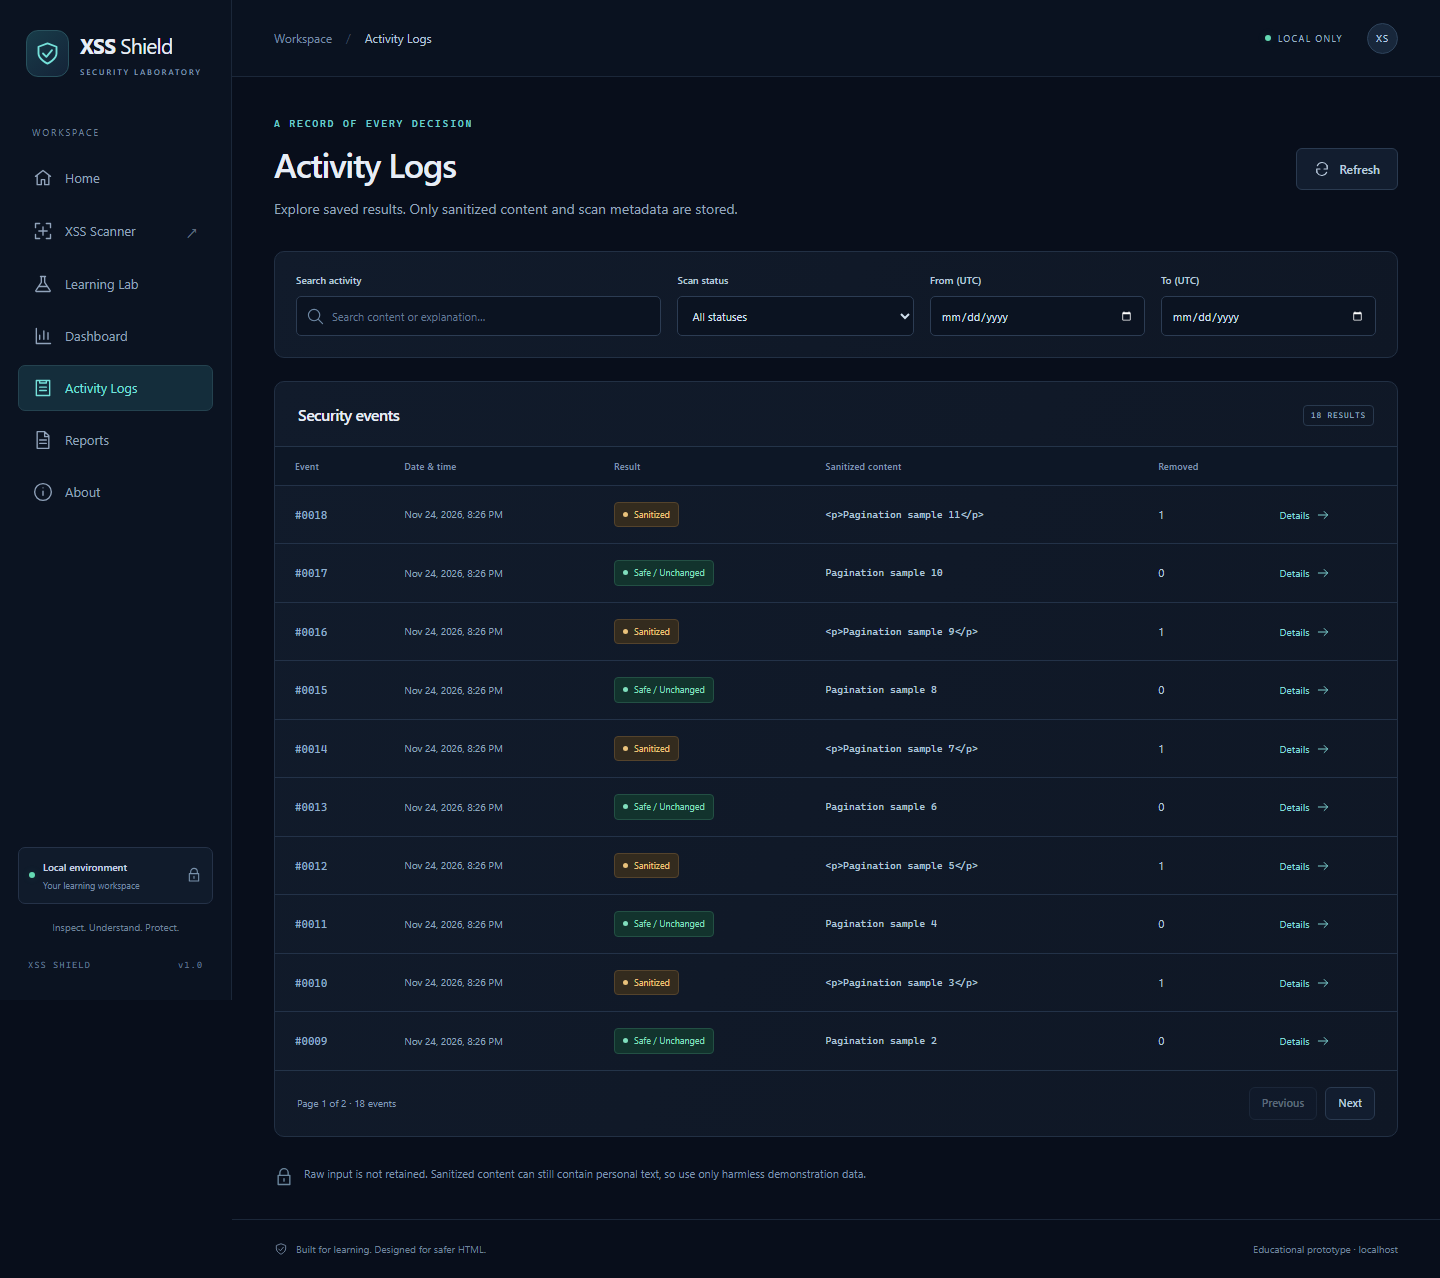 XSS Shield
SECURITY LABORATORY
WORKSPACE
Home
XSS Scanner
Learning Lab
Dashboard
Activity Logs
Reports
About
Local environment
Your learning workspace
Inspect. Understand. Protect.
XSS SHIELD v1.0
Workspace / Activity Logs
LOCAL ONLY XS
A RECORD OF EVERY DECISION
Activity Logs
Refresh
Explore saved results. Only sanitized content and scan metadata are stored.
Search activity Scan status From (UTC) To (UTC)
Search content or explanation... All statuses mm/dd/yyyy mm/dd/yyyy
Security events 18 RESULTS
Event Date & time Result Sanitized content Removed
#0018 Nov 24, 2026, 8:26 PM Sanitized <p>Pagination sample 11</p> 1 Details →
#0017 Nov 24, 2026, 8:26 PM Safe / Unchanged Pagination sample 10 0 Details →
#0016 Nov 24, 2026, 8:26 PM Sanitized <p>Pagination sample 9</p> 1 Details →
#0015 Nov 24, 2026, 8:26 PM Safe / Unchanged Pagination sample 8 0 Details →
#0014 Nov 24, 2026, 8:26 PM Sanitized <p>Pagination sample 7</p> 1 Details →
#0013 Nov 24, 2026, 8:26 PM Safe / Unchanged Pagination sample 6 0 Details →
#0012 Nov 24, 2026, 8:26 PM Sanitized <p>Pagination sample 5</p> 1 Details →
#0011 Nov 24, 2026, 8:26 PM Safe / Unchanged Pagination sample 4 0 Details →
#0010 Nov 24, 2026, 8:26 PM Sanitized <p>Pagination sample 3</p> 1 Details →
#0009 Nov 24, 2026, 8:26 PM Safe / Unchanged Pagination sample 2 0 Details →
Page 1 of 2 · 18 events Previous Next
Raw input is not retained. Sanitized content can still contain personal text, so use only harmless demonstration data.
Built for learning. Designed for safer HTML. Educational prototype · localhost